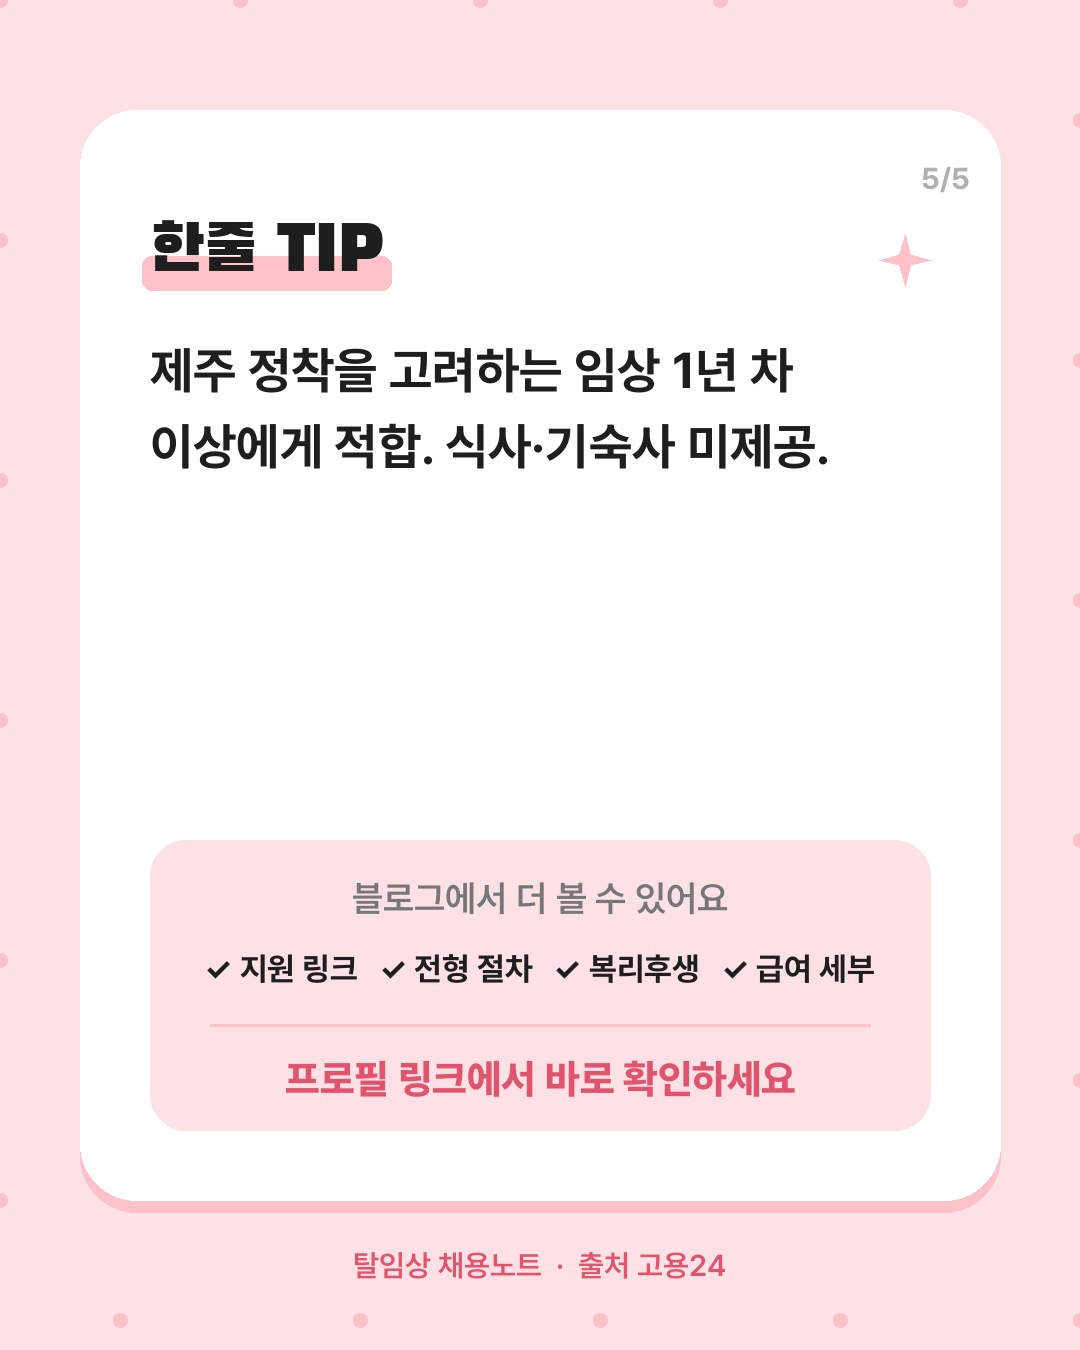 5/5
한줄 TIP
제주 정착을 고려하는 임상 1년 차
이상에게 적합. 식사·기숙사 미제공.
블로그에서 더 볼 수 있어요
✓ 지원 링크 ✓ 전형 절차 ✓ 복리후생 ✓ 급여 세부
프로필 링크에서 바로 확인하세요
탈임상 채용노트 · 출처 고용24